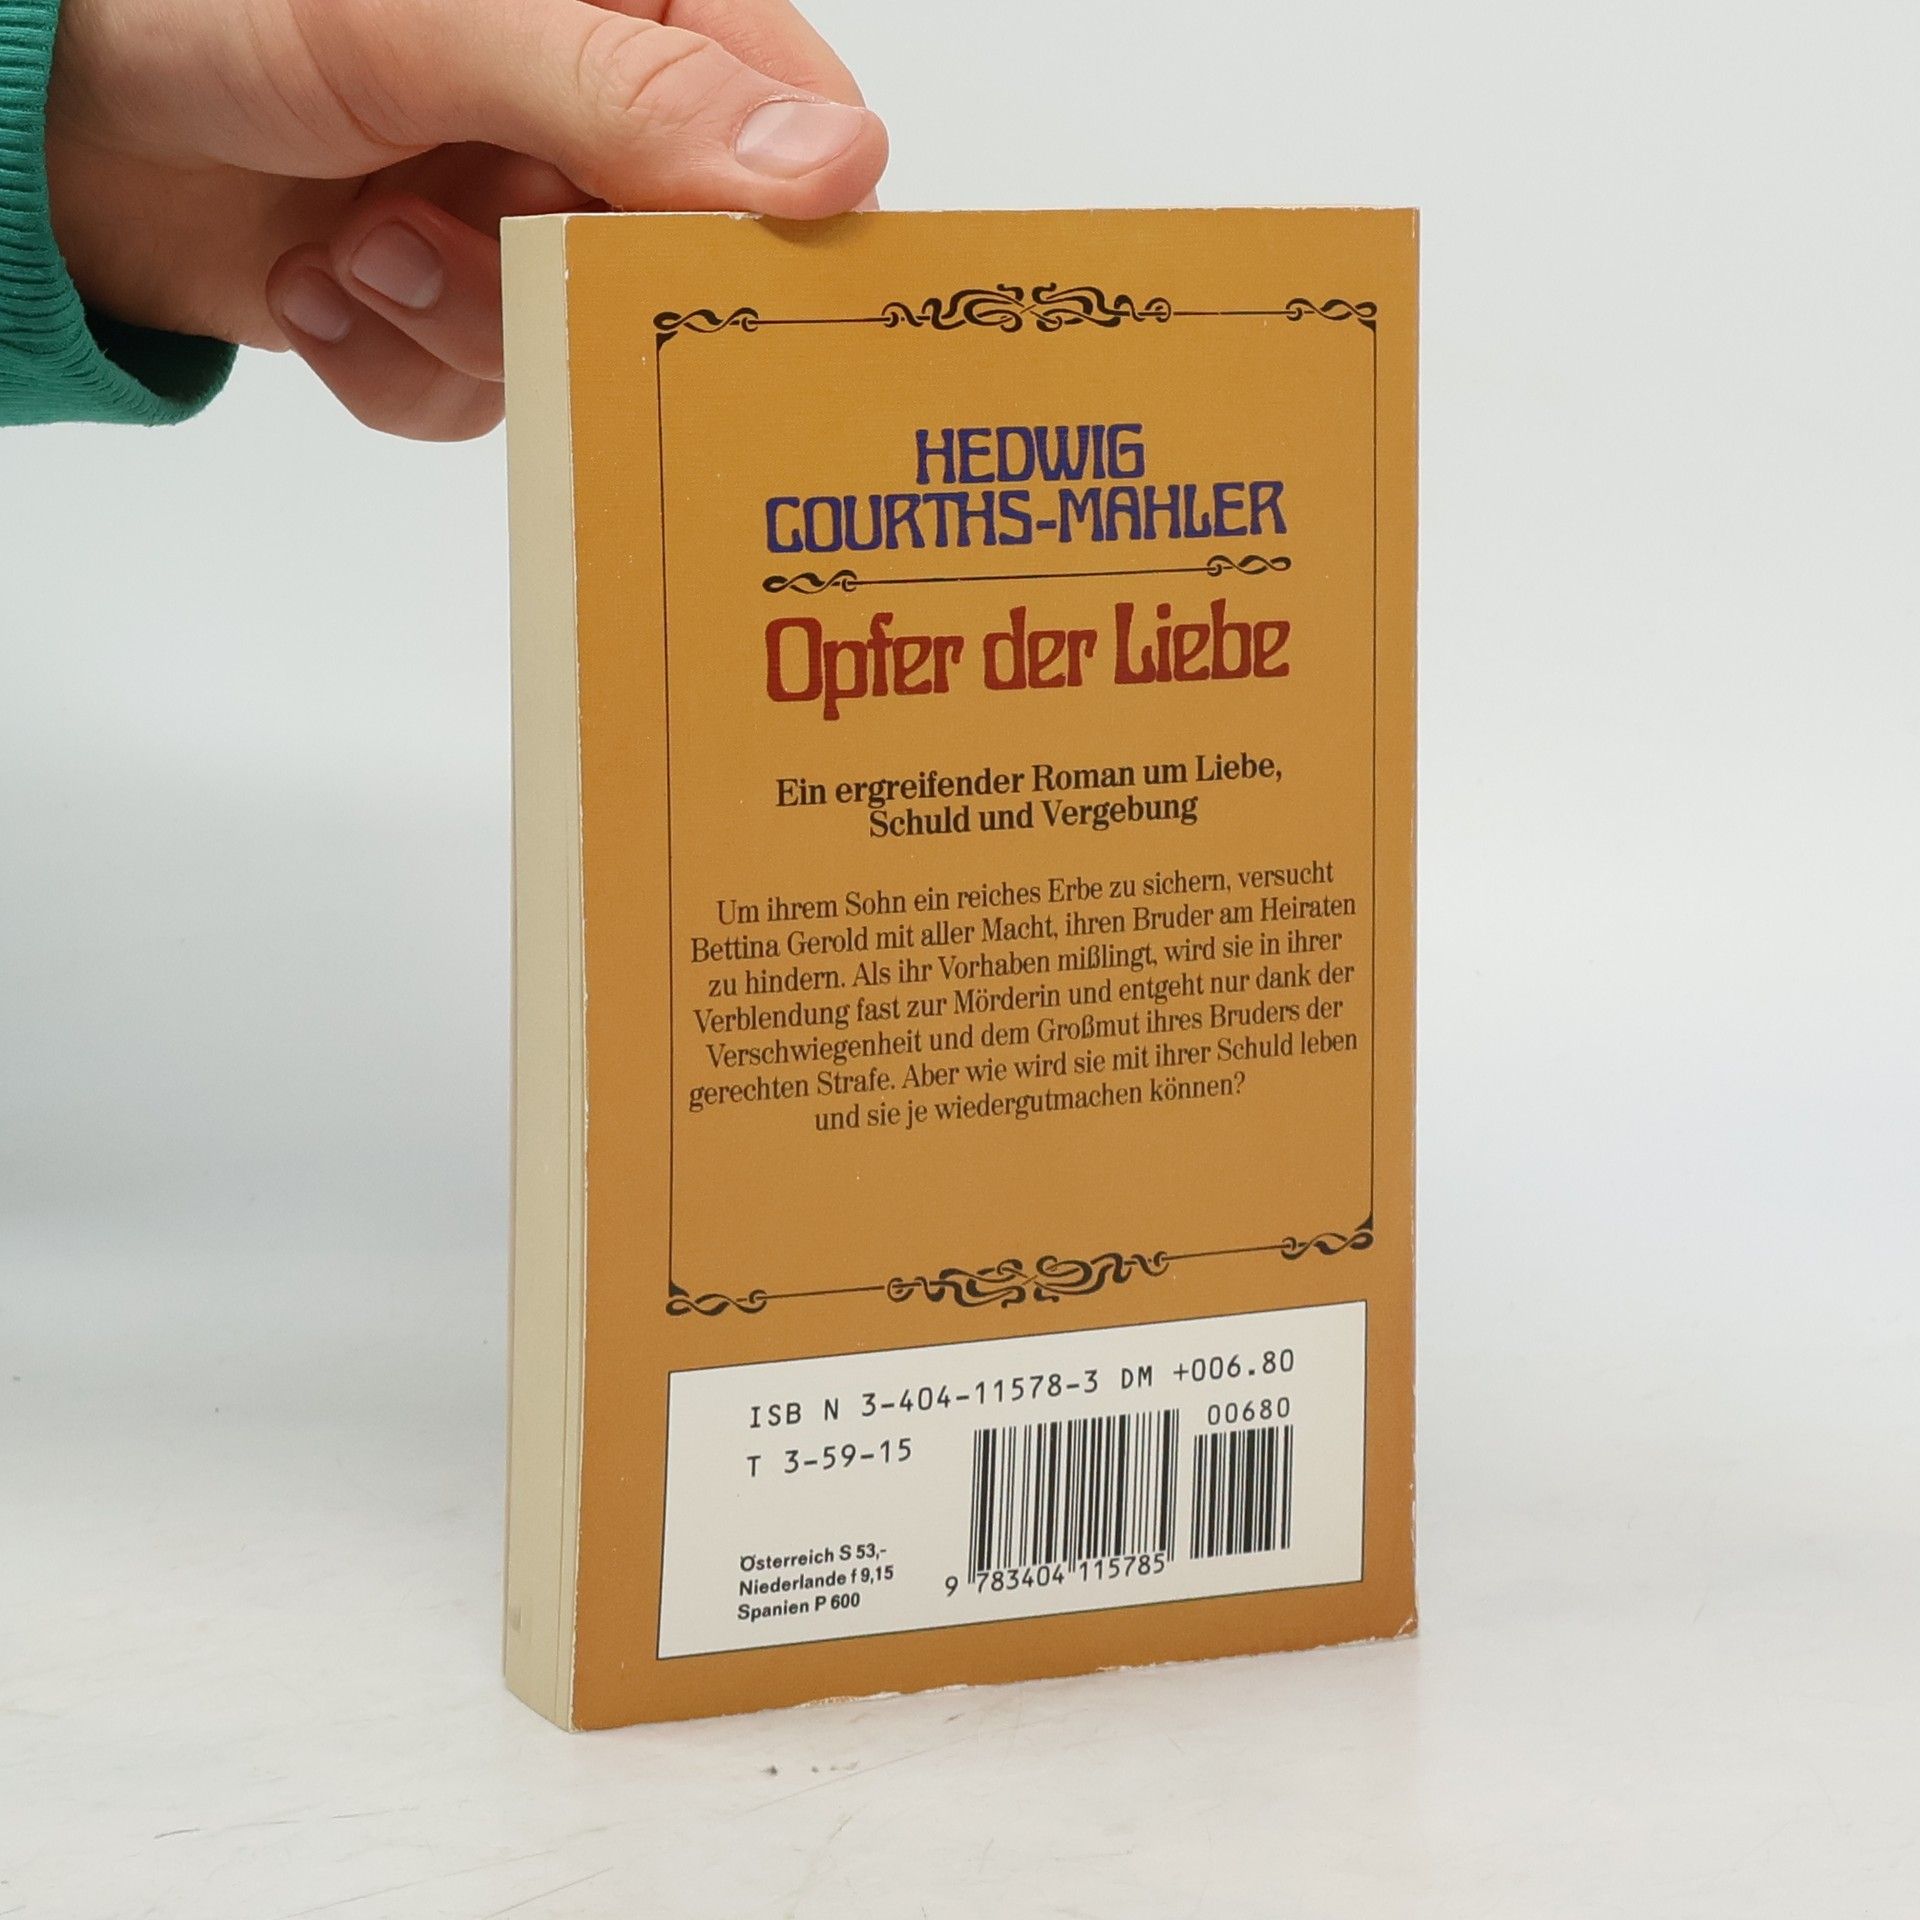 HEDWIG
COURTHS-MAHLER
Opfer der Liebe
Ein ergreifender Roman um Liebe,
Schuld und Vergebung
Um ihrem Sohn ein reiches Erbe zu sichern, versucht
Bettina Gerold mit aller Macht, ihren Bruder am Heiraten
zu hindern. Als ihr Vorhaben mißlingt, wird sie in ihrer
Verblendung fast zur Mörderin und entgeht nur dank der
Verschwiegenheit und dem Großmut ihres Bruders der
gerechten Strafe. Aber wie wird sie mit ihrer Schuld leben
und sie je wiedergutmachen können?
ISB N 3-404-11578-3 DM +006.80
T 3-59-15
00680
Österreich S 53,-
Niederlande f 9,15
Spanien P 600
9 783404 115785